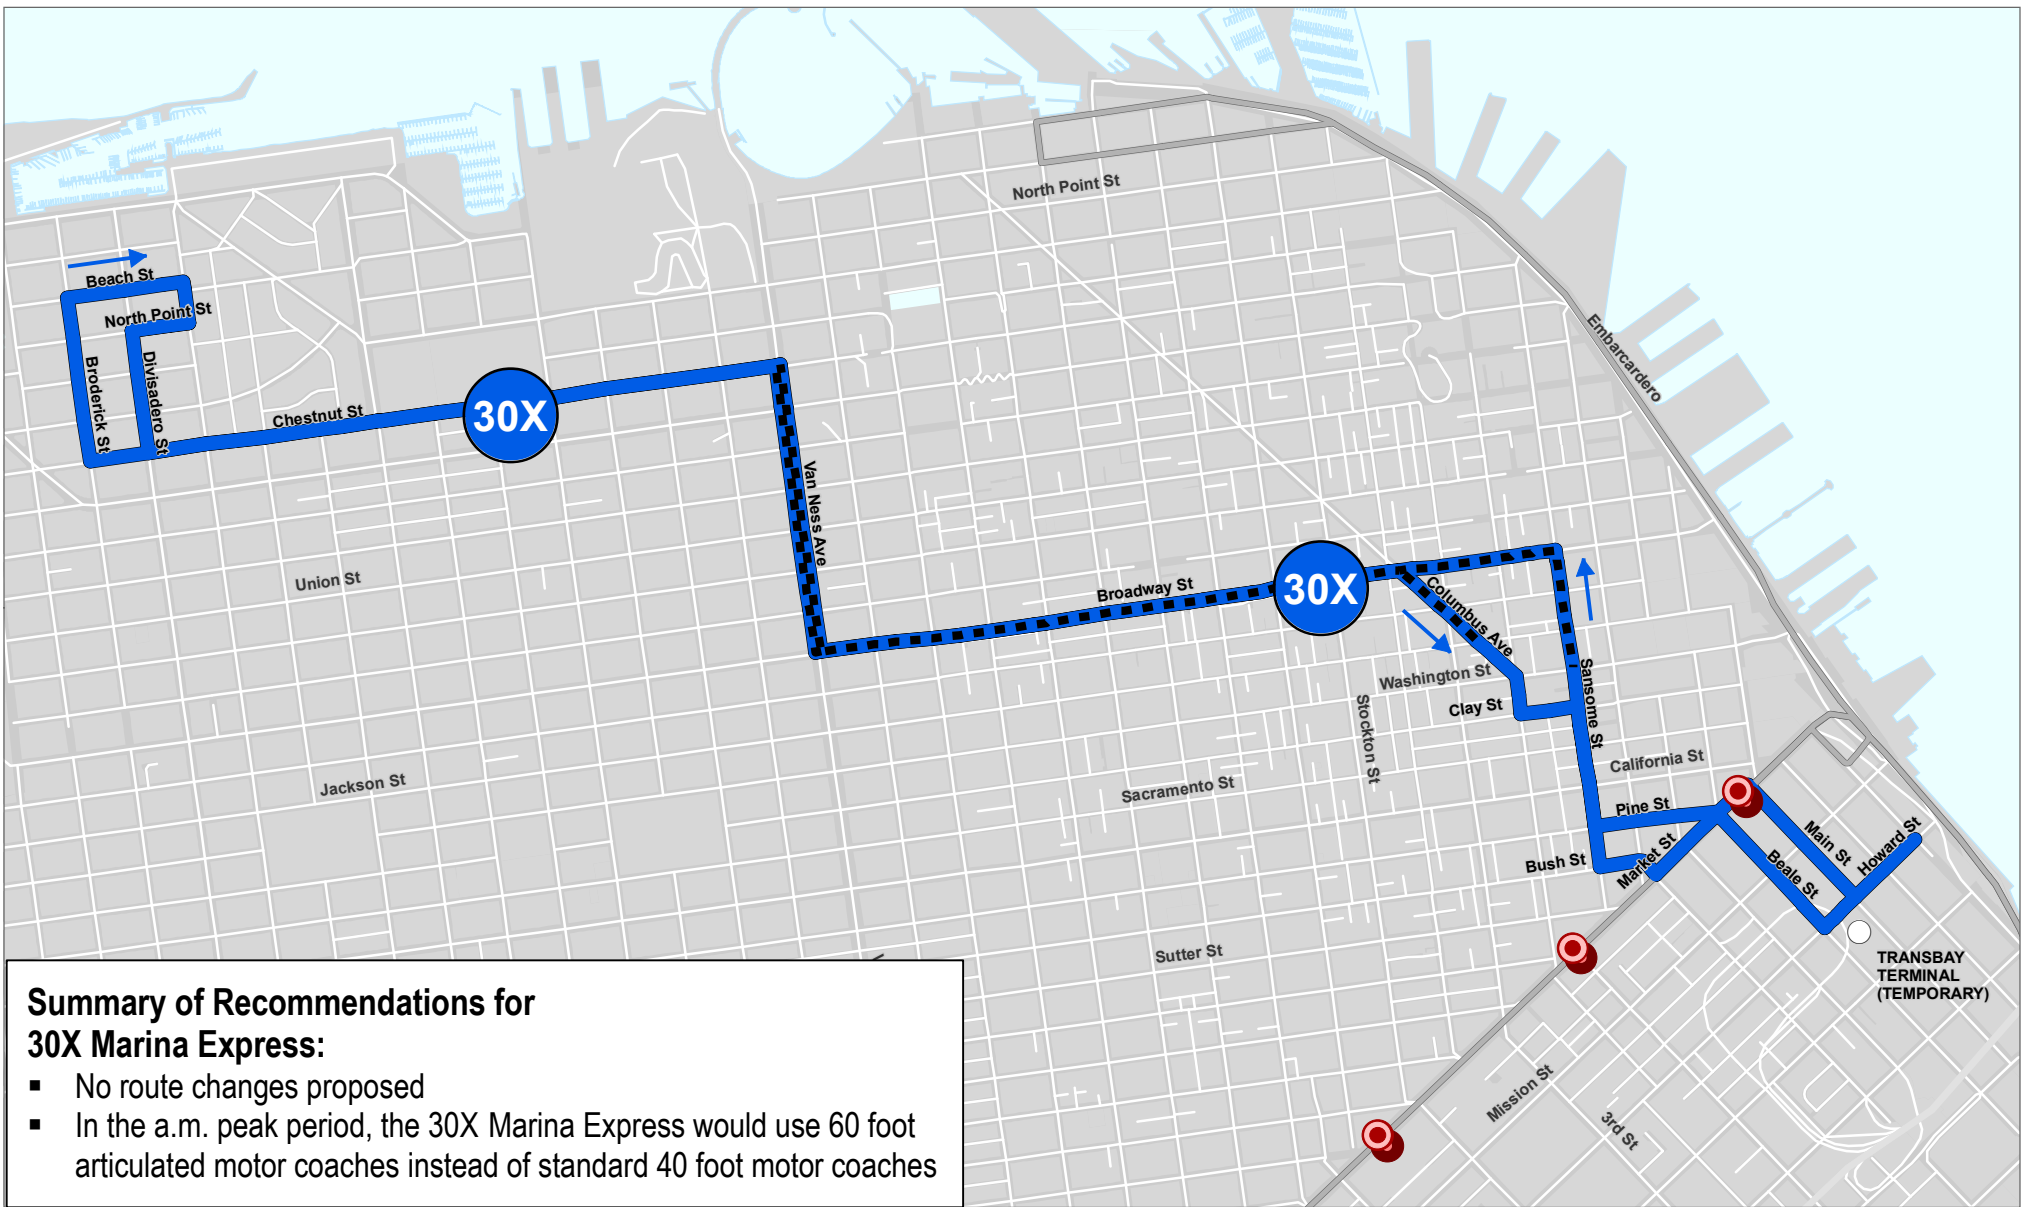 North Point St
Beach St
North Point St
Broderick St
Divisadero St
Chestnut St
30X
Embarcardero
Van Ness Ave
Union St
Broadway St
30X
Columbus Ave
Washington St
Clay St
Stockton St
Sansome St
California St
Jackson St
Sacramento St
Pine St
Bush St
Market St
Main St
Howard St
Beale St
Sutter St
TRANSBAY
TERMINAL
(TEMPORARY)
Mission St
3rd St
Summary of Recommendations for
30X Marina Express:
▪ No route changes proposed
▪ In the a.m. peak period, the 30X Marina Express would use 60 foot
articulated motor coaches instead of standard 40 foot motor coaches